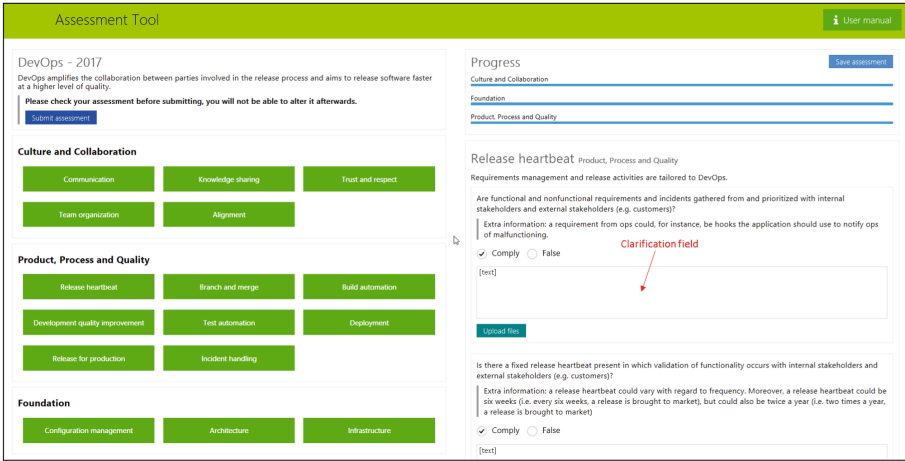 Assessment Tool
i User manual
DevOps - 2017
DevOps amplifies the collaboration between parties involved in the release process and aims to release software faster
at a higher level of quality.
Please check your assessment before submitting, you will not be able to alter it afterwards.
Submit assessment
Culture and Collaboration
Communication
Knowledge sharing
Trust and respect
Team organization
Alignment
Product, Process and Quality
Release heartbeat
Branch and merge
Build automation
Development quality improvement
Test automation
Deployment
Release for production
Incident handling
Foundation
Configuration management
Architecture
Infrastructure
Progress
Save assessment
Culture and Collaboration
Foundation
Product, Process and Quality
Release heartbeat Product, Process and Quality
Requirements management and release activities are tailored to DevOps.
Are functional and nonfunctional requirements and incidents gathered from and prioritized with internal
stakeholders and external stakeholders (e.g. customers)?
Extra information: a requirement from ops could, for instance, be hooks the application should use to notify ops
of malfunctioning.
Comply False
Clarification field
[text]
Upload files
Is there a fixed release heartbeat present in which validation of functionality occurs with internal stakeholders and
external stakeholders (e.g. customers)?
Extra information: a release heartbeat could vary with regard to frequency. Moreover, a release heartbeat could be
six weeks (i.e. every six weeks, a release is brought to market), but could also be twice a year (i.e. two times a year,
a release is brought to market)
Comply False
[text]